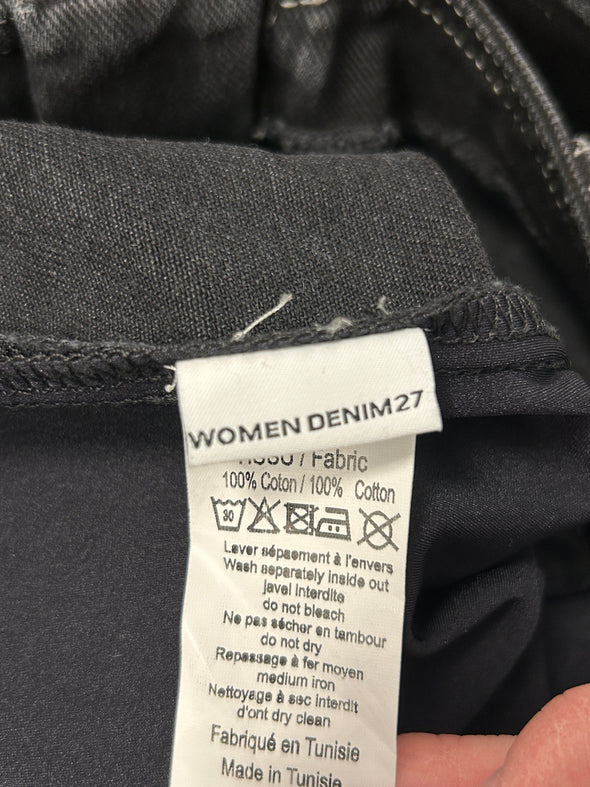 WOMEN DENIM27
/ Fabric
100% Coton / 100% Cotton
30
Laver sépaement à l'envers
Wash separately inside out
javel interdite
do not bleach
Ne pas sécher en tambour
do not dry
Repassage à fer moyen
medium iron
Nettoyage à sec interdit
d'ont dry clean
Fabriqué en Tunisie
Made in Tunisie